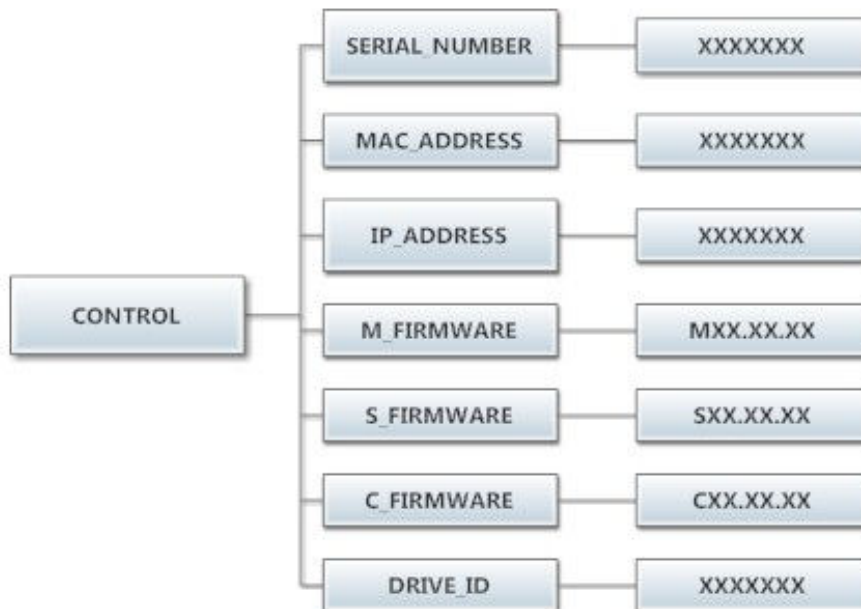 SERIAL_NUMBER XXXXXXX
MAC_ADDRESS XXXXXXX
IP_ADDRESS XXXXXXX
CONTROL
M_FIRMWARE MXX.XX.XX
S_FIRMWARE SXX.XX.XX
C_FIRMWARE CXX.XX.XX
DRIVE_ID XXXXXXX